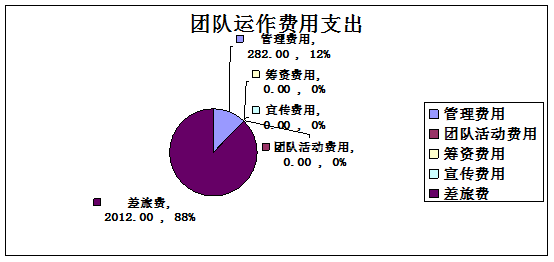 团队运作费用支出
管理费用,
282.00 , 12%
筹资费用,
0.00 , 0%
宣传费用,
0.00 , 0%
团队活动费用,
0.00 , 0%
差旅费,
2012.00 , 88%
管理费用
团队活动费用
筹资费用
宣传费用
差旅费